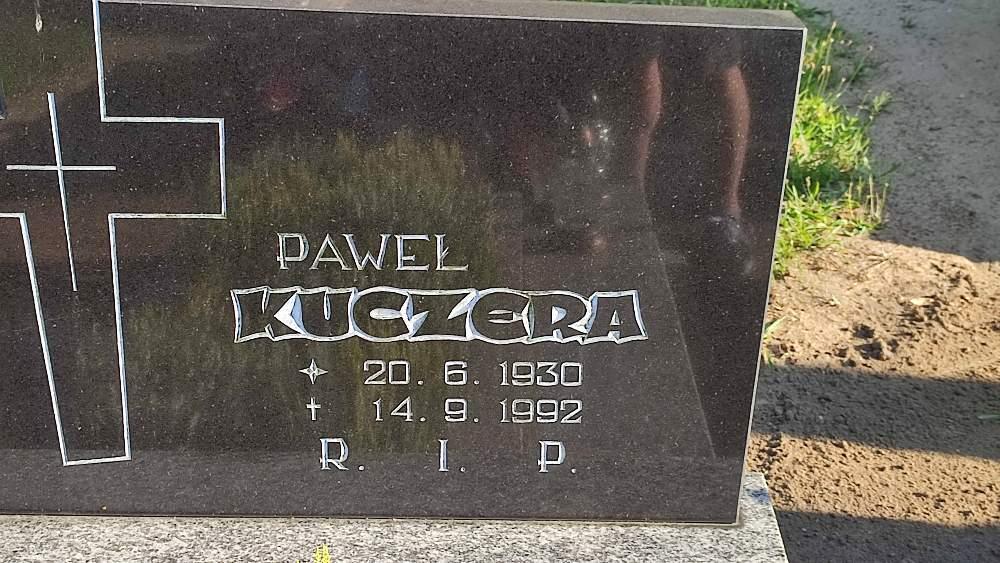 PAWEŁ
KUCZERA
20. 6. 1930
† 14. 9. 1992
R. I. P.